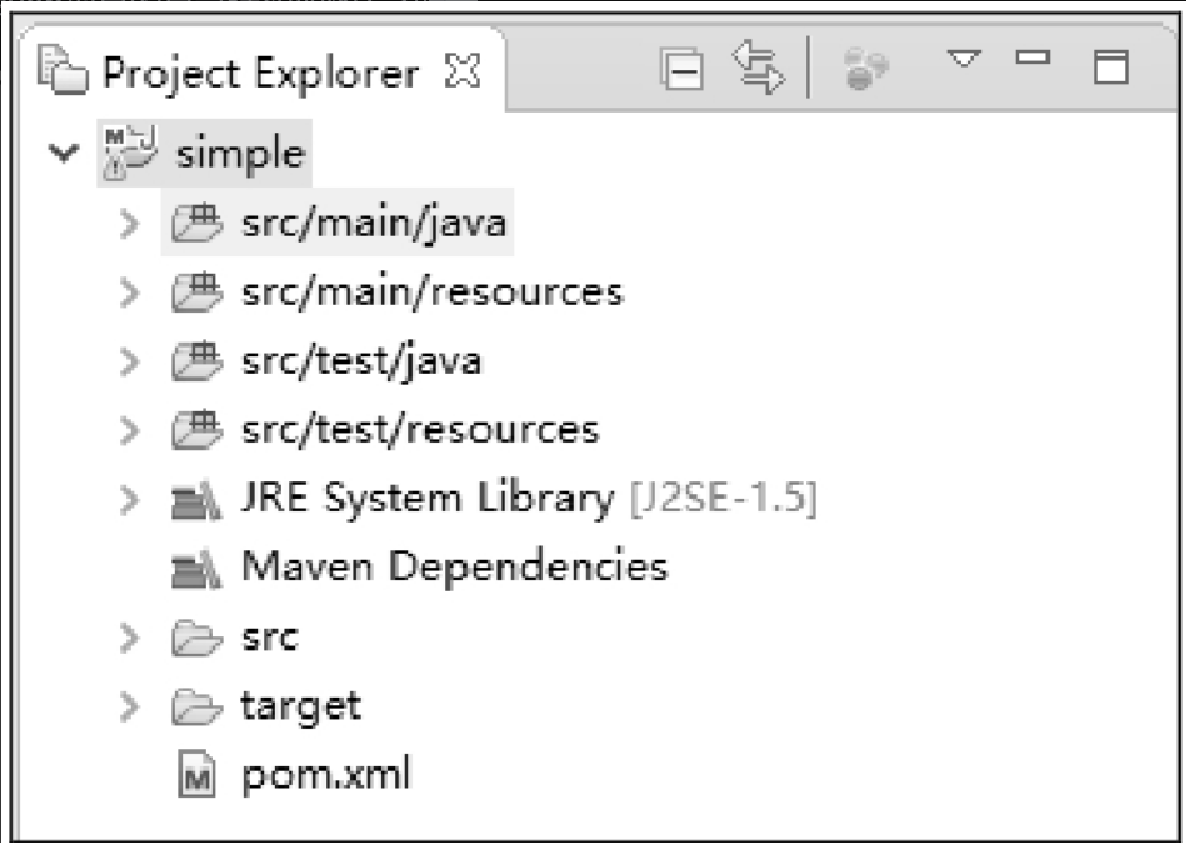 Project Explorer
simple
src/main/java
src/main/resources
src/test/java
src/test/resources
JRE System Library [J2SE-1.5]
Maven Dependencies
src
target
pom.xml